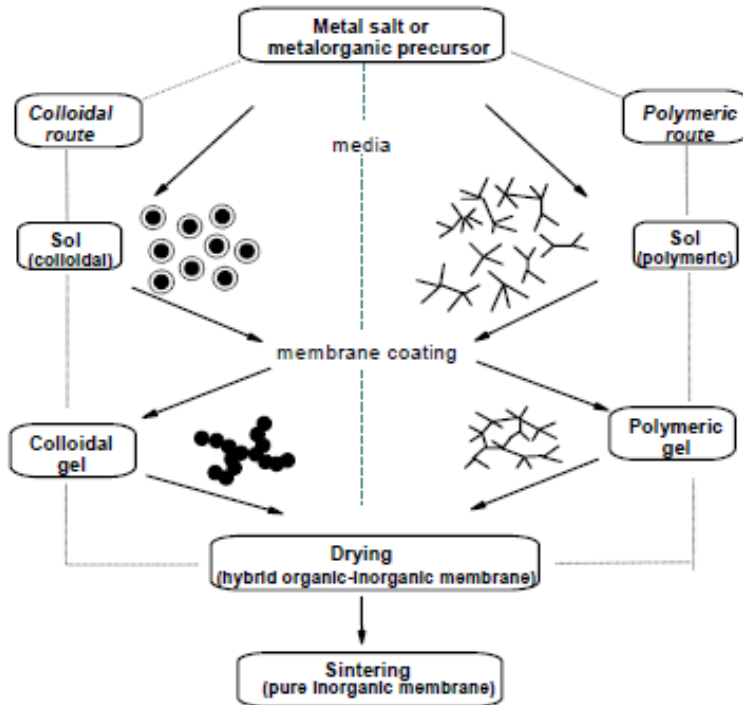 Metal salt or
metalorganic precursor
Colloidal
route
Polymeric
route
media
Sol
(colloidal)
Sol
(polymeric)
membrane coating
Colloidal
gel
Polymeric
gel
Drying
(hybrid organic-inorganic membrane)
Sintering
(pure inorganic membrane)